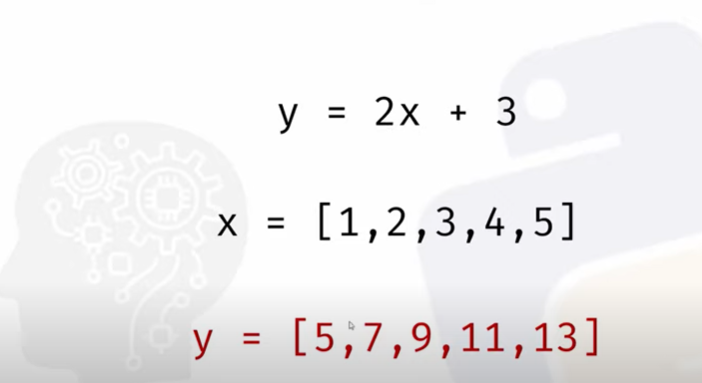 y = 2x + 3
x = [1,2,3,4,5]
y = [5,7,9,11,13]